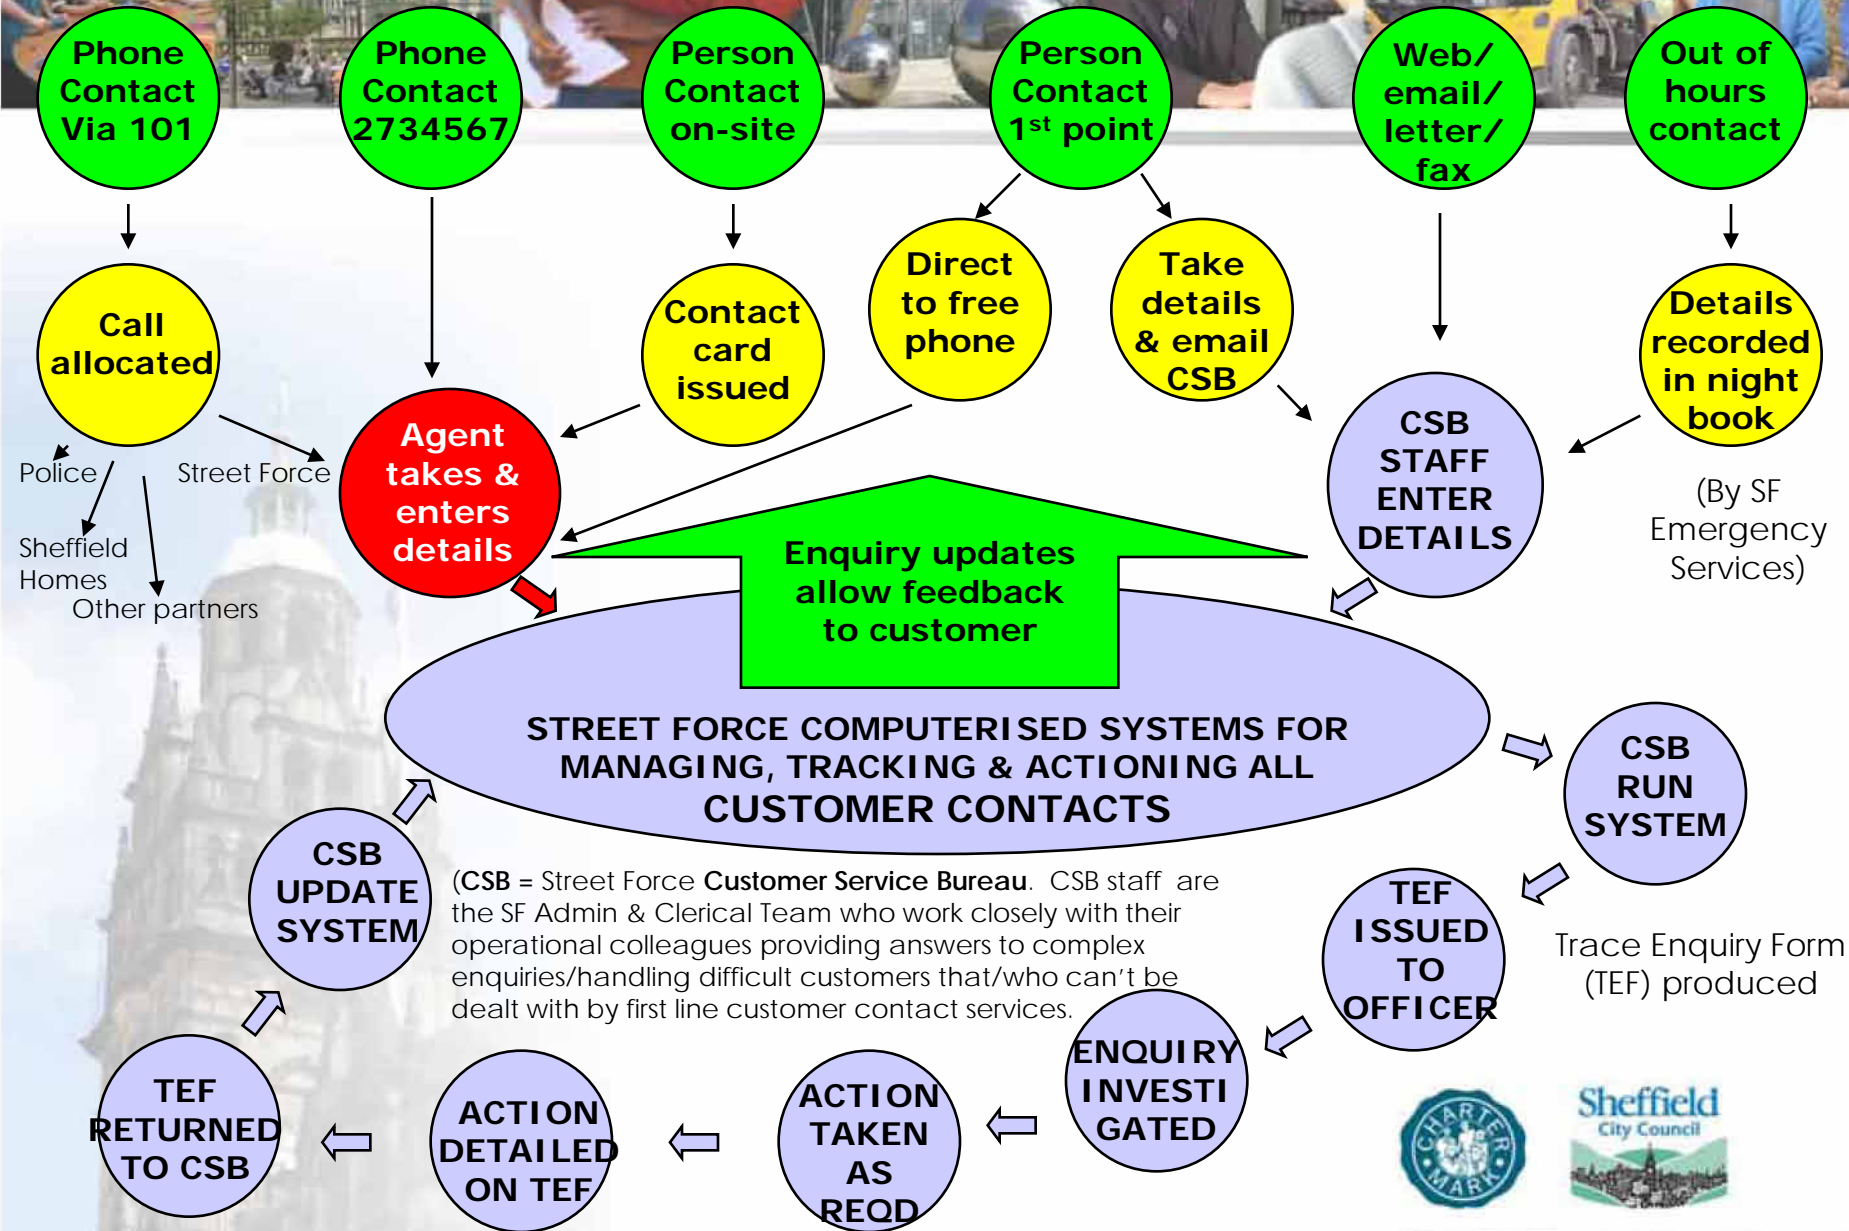 Phone
Contact
Via 101
Phone
Contact
2734567
Person
Contact
on-site
Person
Contact
1st point
Web/
email/
letter/
fax
Out of
hours
contact
Call
allocated
Contact
card
issued
Direct
to free
phone
Take
details
& email
CSB
Details
recorded
in night
book
Police
Street Force
Sheffield
Homes
Other partners
Agent
takes &
enters
details
CSB
STAFF
ENTER
DETAILS
(By SF
Emergency
Services)
Enquiry updates
allow feedback
to customer
STREET FORCE COMPUTERISED SYSTEMS FOR
MANAGING, TRACKING & ACTIONING ALL
CUSTOMER CONTACTS
CSB
RUN
SYSTEM
CSB
UPDATE
SYSTEM
(CSB = Street Force Customer Service Bureau. CSB staff are
the SF Admin & Clerical Team who work closely with their
operational colleagues providing answers to complex
enquiries/handling difficult customers that/who can't be
dealt with by first line customer contact services.
TEF
ISSUED
TO
OFFICER
Trace Enquiry Form
(TEF) produced
ENQUIRY
INVESTI
GATED
ACTION
TAKEN
AS
REQD
ACTION
DETAILED
ON TEF
TEF
RETURNED
TO CSB
CHARTER
MARK
Sheffield
City Council